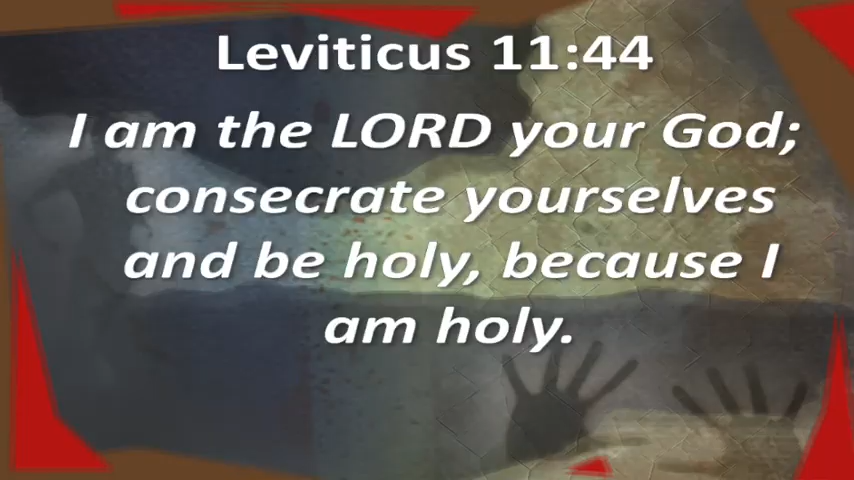 Leviticus 11:44
I am the LORD your God;
consecrate yourselves
and be holy, because I
am holy.